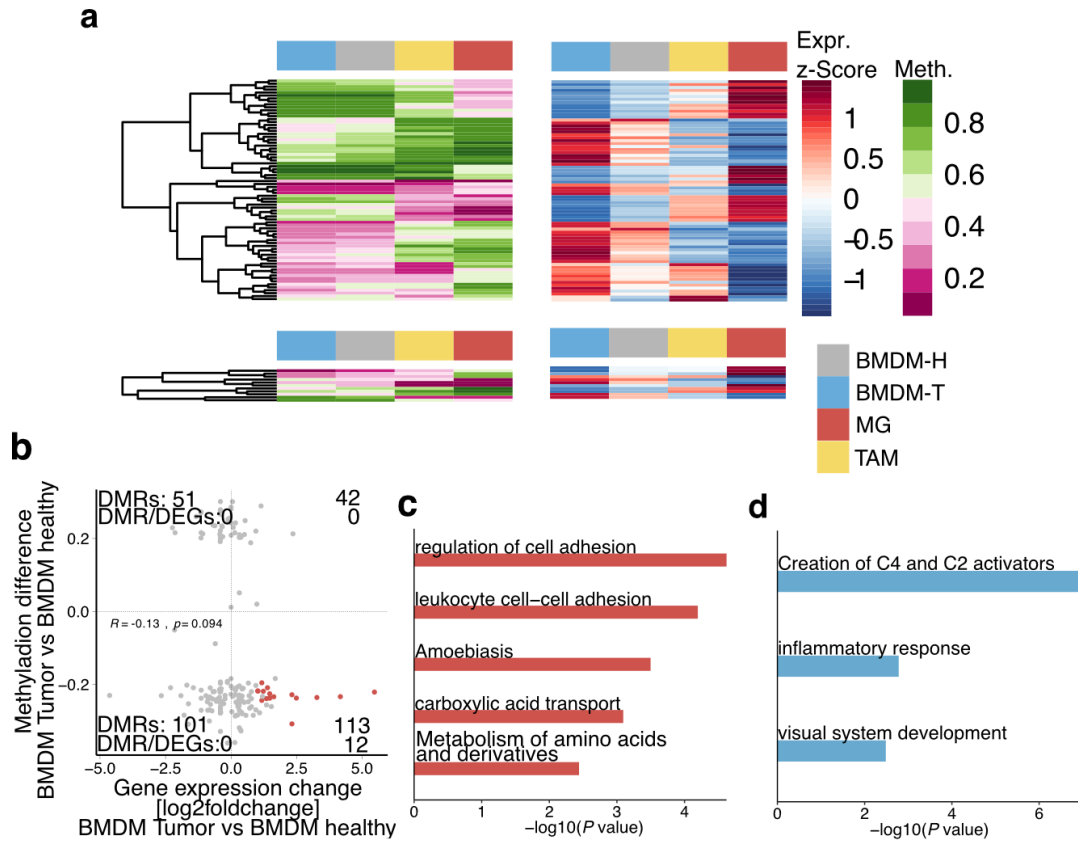 a
Expr.
z-Score
Meth.
1
0.5
0
−0.5
−1
0.8
0.6
0.4
0.2
BMDM-H
BMDM-T
MG
TAM
b
Methyladion difference
BMDM Tumor vs BMDM healthy
DMRs: 51 42
DMR/DEGs:0 0
0.2
0.0
−0.2
R = -0.13 , p = 0.094
DMRs: 101 113
DMR/DEGs:0 12
−5.0 −2.5 0.0 2.5 5.0
Gene expression change
[log2foldchange]
BMDM Tumor vs BMDM healthy
c
regulation of cell adhesion
leukocyte cell−cell adhesion
Amoebiasis
carboxylic acid transport
Metabolism of amino acids
and derivatives
0 1 2 3 4
−log10(P value)
d
Creation of C4 and C2 activators
inflammatory response
visual system development
0 2 4 6
−log10(P value)